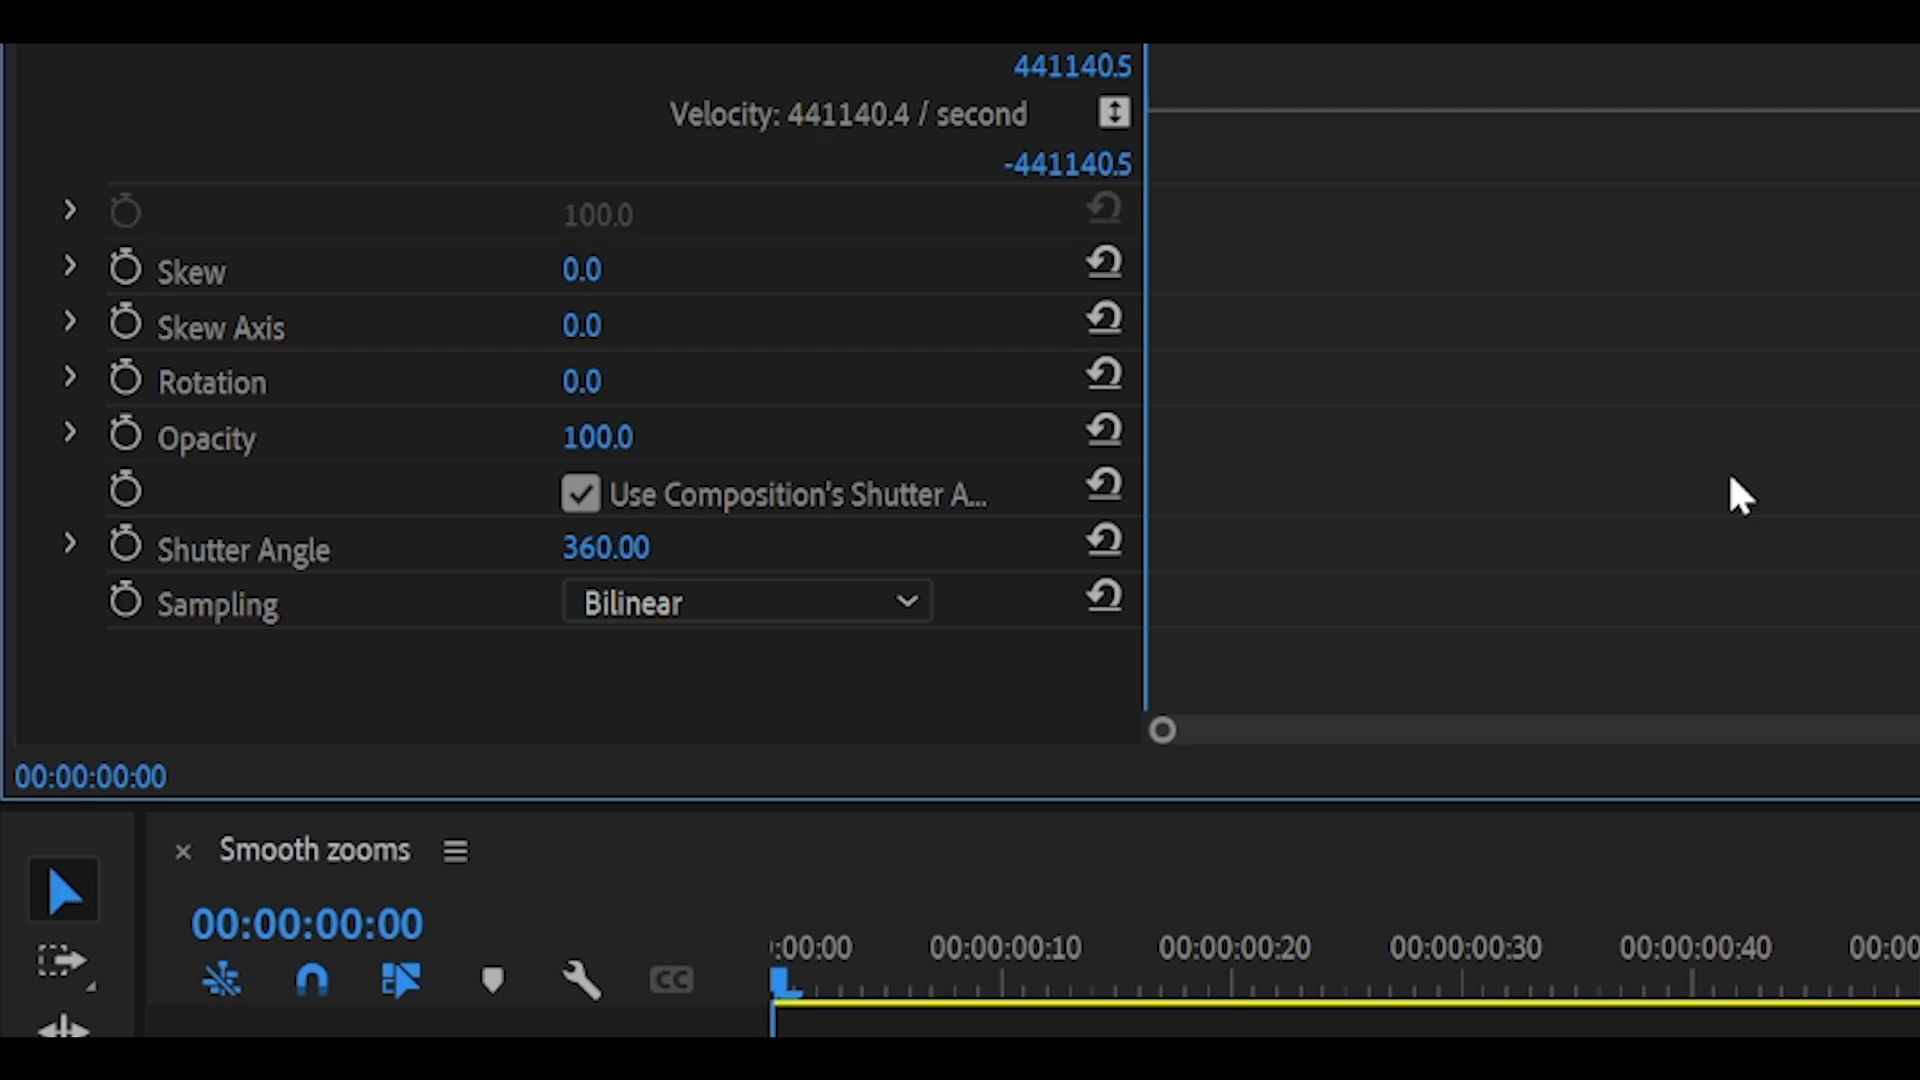 441140.5
Velocity: 441140.4 / second
-441140.5
100.0
Skew 0.0
Skew Axis 0.0
Rotation 0.0
Opacity 100.0
Use Composition's Shutter A...
Shutter Angle 360.00
Sampling Bilinear
00:00:00:00
× Smooth zooms
00:00:00:00
:00:00 00:00:00:10 00:00:00:20 00:00:00:30 00:00:00:40 00:00:0
CC